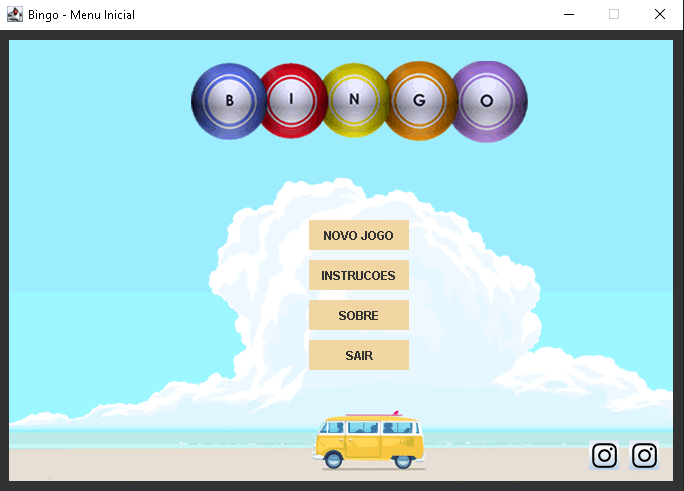 Bingo - Menu Inicial
B I N G O
NOVO JOGO
INSTRUCOES
SOBRE
SAIR